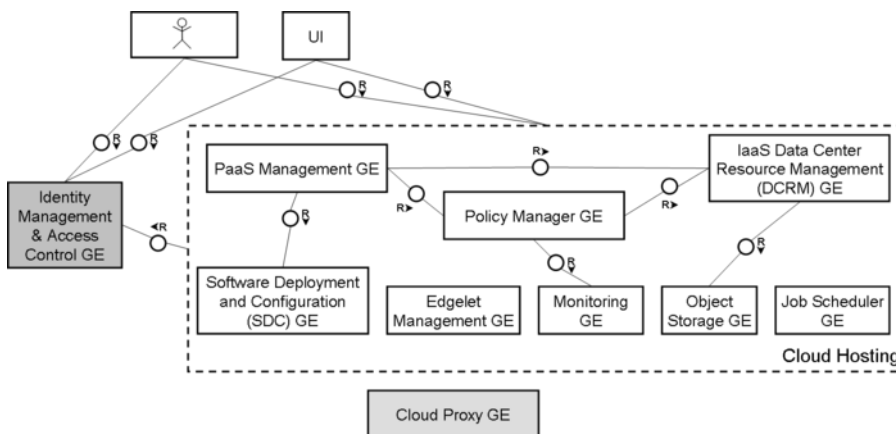 UI
R
R
R
R
PaaS Management GE
R
IaaS Data Center
Resource Management
(DCRM) GE
Identity
Management
& Access
Control GE
R
R
Policy Manager GE
R
R
R
R
Software Deployment
and Configuration
(SDC) GE
Edgelet
Management GE
Monitoring
GE
Object
Storage GE
Job Scheduler
GE
Cloud Hosting
Cloud Proxy GE